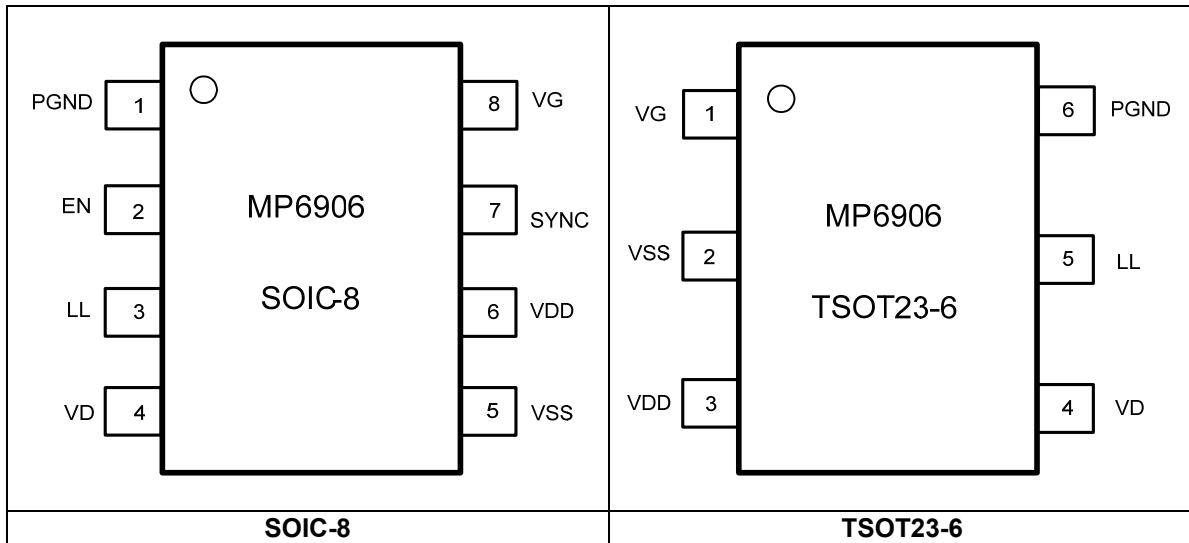 PGND 1
EN 2
LL 3
VD 4
MP6906
SOIC-8
8 VG
7 SYNC
6 VDD
5 VSS
SOIC-8
VG 1
VSS 2
VDD 3
MP6906
TSOT23-6
6 PGND
5 LL
4 VD
TSOT23-6